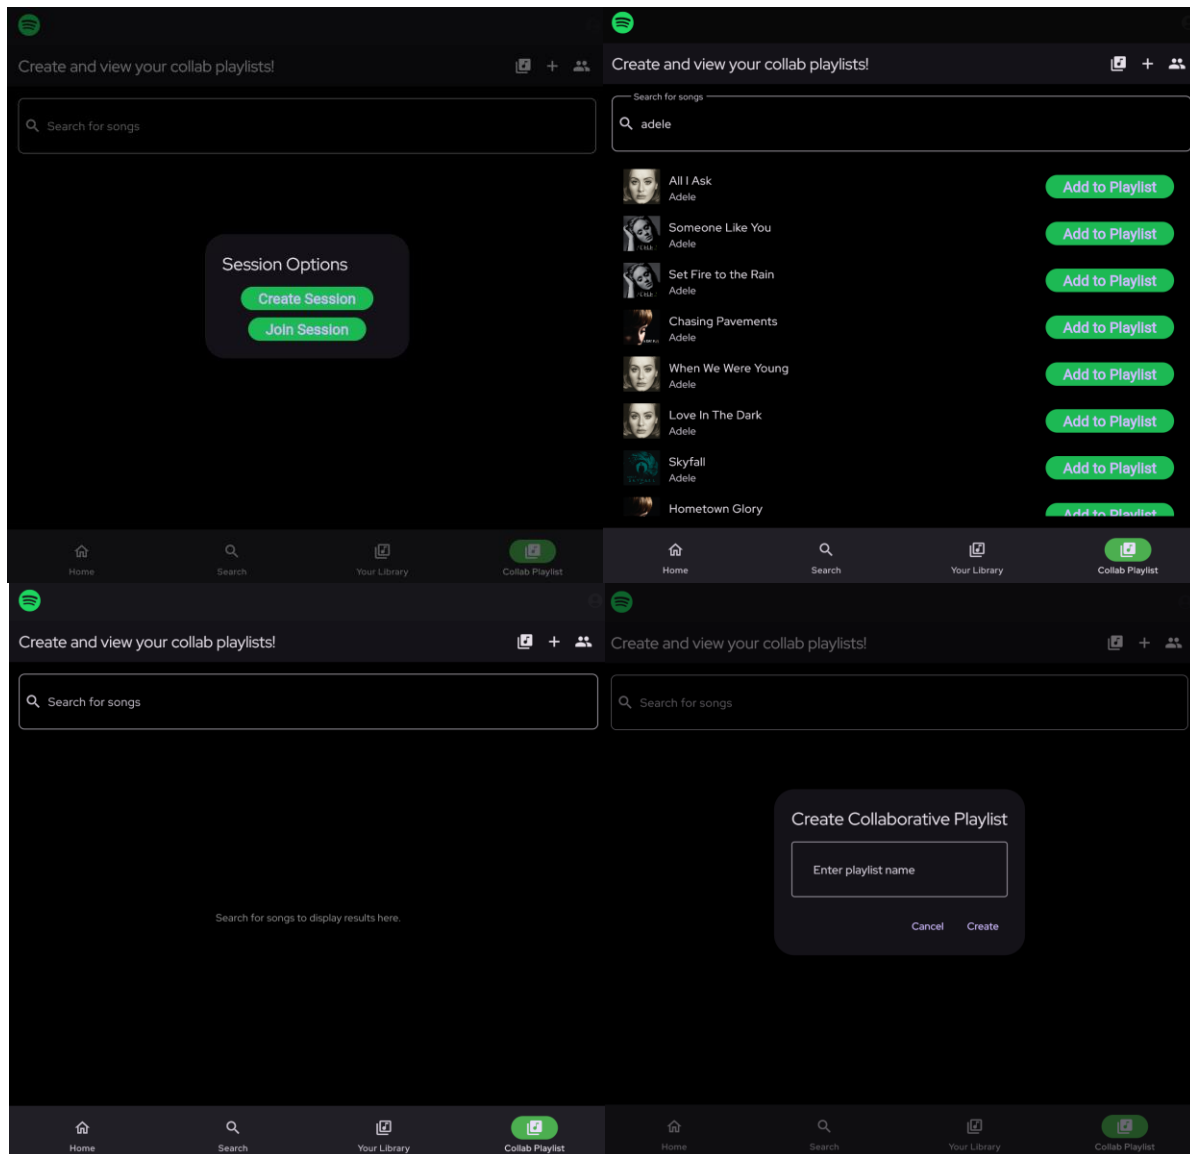 Create and view your collab playlists!
Search for songs
Session Options
Create Session
Join Session
Home
Search
Your Library
Collab Playlist
Create and view your collab playlists!
Search for songs
adele
All I Ask
Adele
Add to Playlist
Someone Like You
Adele
Add to Playlist
Set Fire to the Rain
Adele
Add to Playlist
Chasing Pavements
Adele
Add to Playlist
When We Were Young
Adele
Add to Playlist
Love In The Dark
Adele
Add to Playlist
Skyfall
Adele
Add to Playlist
Hometown Glory
Add to Playlist
Home
Search
Your Library
Collab Playlist
Create and view your collab playlists!
Search for songs
Search for songs to display results here.
Home
Search
Your Library
Collab Playlist
Create and view your collab playlists!
Search for songs
Create Collaborative Playlist
Enter playlist name
Cancel
Create
Home
Search
Your Library
Collab Playlist